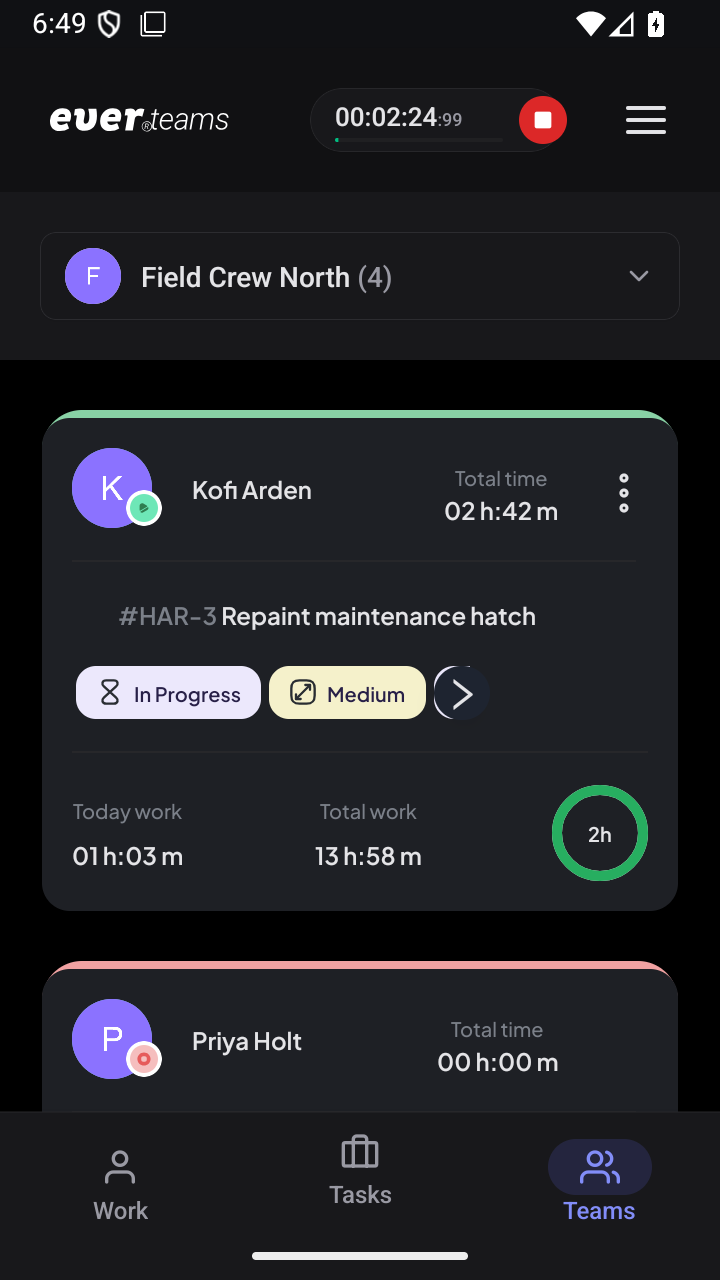 6:49
ever® teams
00:02:24:99
F
Field Crew North (4)
K
Kofi Arden
Total time
02 h:42 m
#HAR-3 Repaint maintenance hatch
In Progress
Medium
Today work
01 h:03 m
Total work
13 h:58 m
2h
P
Priya Holt
Total time
00 h:00 m
Work
Tasks
Teams